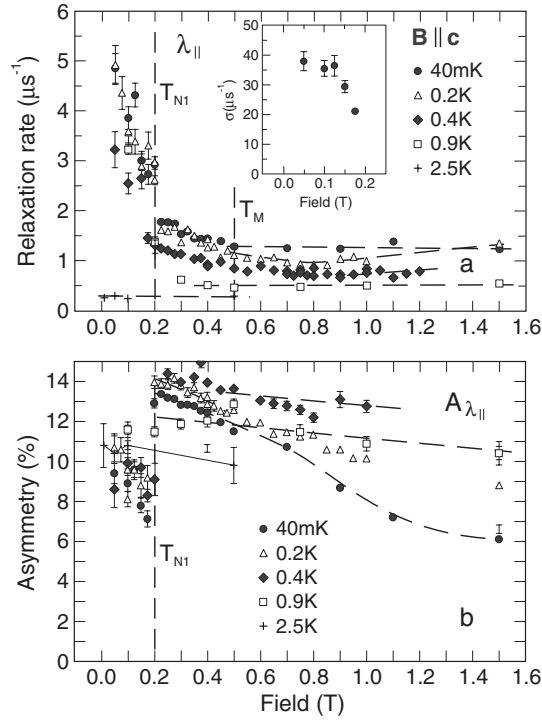 6
5
4
3
2
1
0
Relaxation rate (μs⁻¹)
λ||
T_N1
T_M
50
40
30
20
10
0
σ(μs⁻¹)
0.0 0.1 0.2
Field (T)
B || c
40mK
0.2K
0.4K
0.9K
2.5K
a
0.0 0.2 0.4 0.6 0.8 1.0 1.2 1.4 1.6
14
12
10
8
6
4
2
0
Asymmetry (%)
A_λ||
T_N1
40mK
0.2K
0.4K
0.9K
2.5K
b
0.0 0.2 0.4 0.6 0.8 1.0 1.2 1.4 1.6
Field (T)